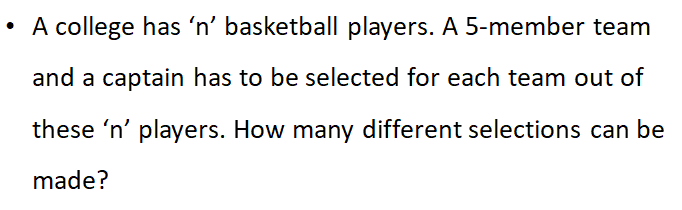 • A college has ‘n’ basketball players. A 5-member team
and a captain has to be selected for each team out of
these ‘n’ players. How many different selections can be
made?